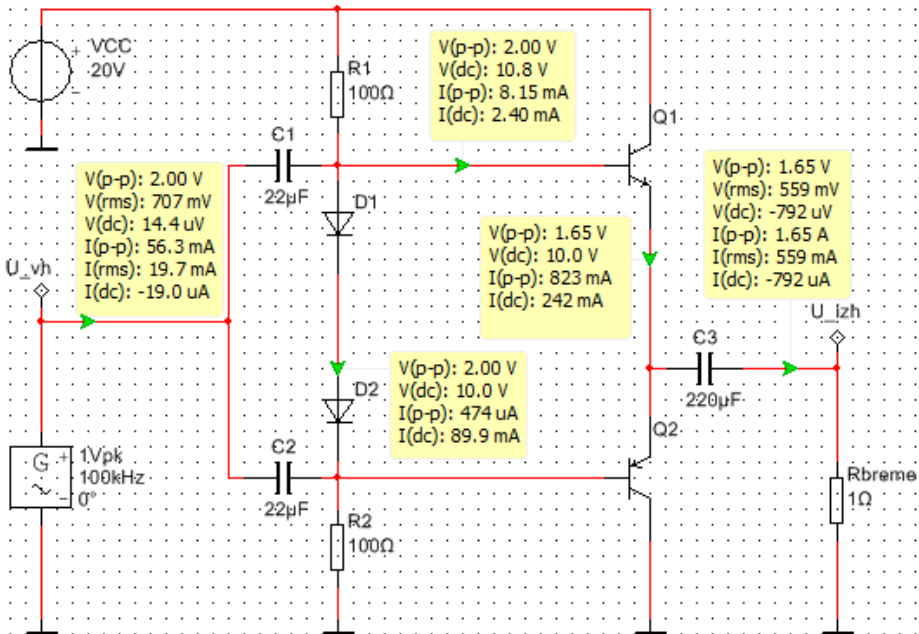 VCC
20V
R1
100Ω
V(p-p): 2.00 V
V(dc): 10.8 V
I(p-p): 8.15 mA
I(dc): 2.40 mA
Q1
C1
22µF
V(p-p): 2.00 V
V(rms): 707 mV
V(dc): 14.4 uV
I(p-p): 56.3 mA
I(rms): 19.7 mA
I(dc): -19.0 uA
D1
V(p-p): 1.65 V
V(dc): 10.0 V
I(p-p): 823 mA
I(dc): 242 mA
V(p-p): 1.65 V
V(rms): 559 mV
V(dc): -792 uV
I(p-p): 1.65 A
I(rms): 559 mA
I(dc): -792 uA
U_vh
U_izh
C3
220µF
V(p-p): 2.00 V
V(dc): 10.0 V
I(p-p): 474 uA
I(dc): 89.9 mA
D2
Q2
C2
22µF
G
1Vpk
100kHz
0°
R2
100Ω
Rbreme
1Ω